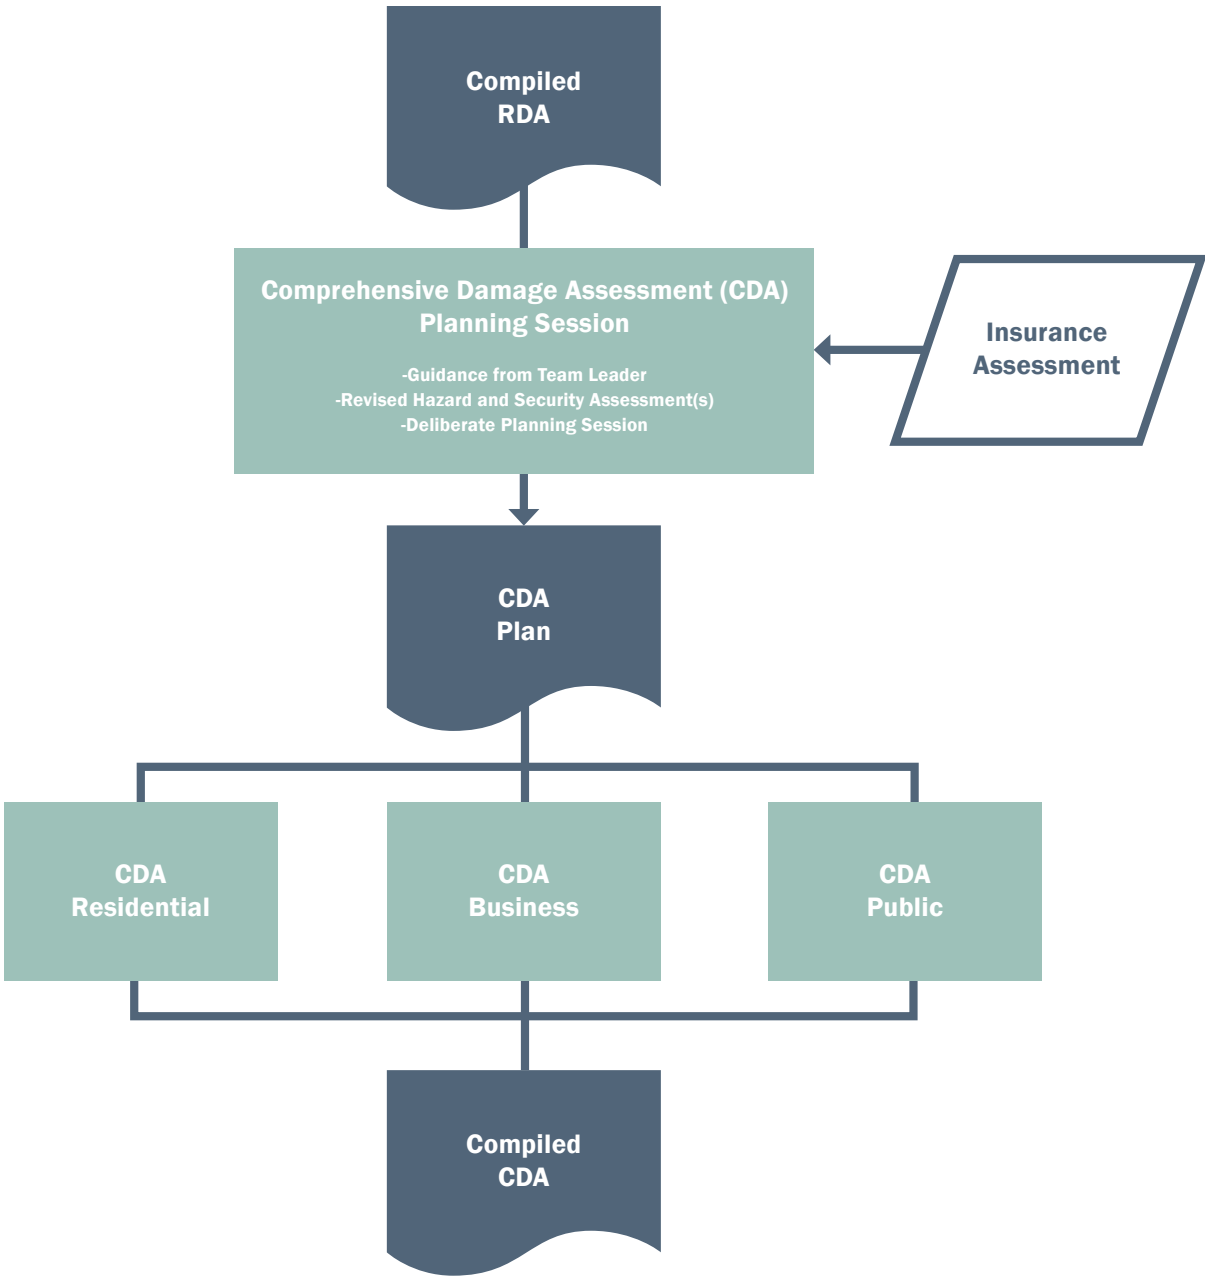 Compiled
RDA
Comprehensive Damage Assessment (CDA)
Planning Session
-Guidance from Team Leader
-Revised Hazard and Security Assessment(s)
-Deliberate Planning Session
Insurance
Assessment
CDA
Plan
CDA
Residential
CDA
Business
CDA
Public
Compiled
CDA